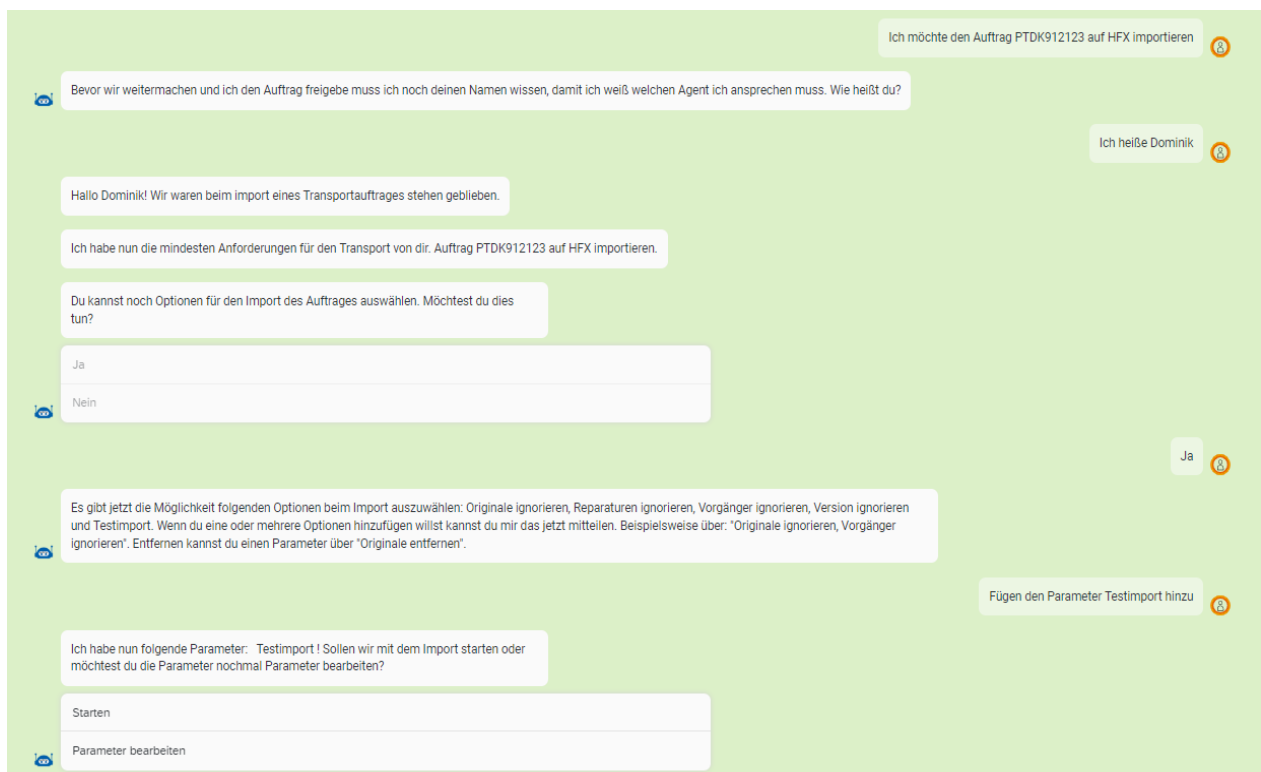 Ich möchte den Auftrag PTDK912123 auf HFX importieren
Bevor wir weitermachen und ich den Auftrag freigebe muss ich noch deinen Namen wissen, damit ich weiß welchen Agent ich ansprechen muss. Wie heißt du?
Ich heiße Dominik
Hallo Dominik! Wir waren beim import eines Transportauftrages stehen geblieben.
Ich habe nun die mindesten Anforderungen für den Transport von dir. Auftrag PTDK912123 auf HFX importieren.
Du kannst noch Optionen für den Import des Auftrages auswählen. Möchtest du dies
tun?
Ja
Nein
Ja
Es gibt jetzt die Möglichkeit folgenden Optionen beim Import auszuwählen: Originale ignorieren, Reparaturen ignorieren, Vorgänger ignorieren, Version ignorieren
und Testimport. Wenn du eine oder mehrere Optionen hinzufügen willst kannst du mir das jetzt mitteilen. Beispielsweise über: "Originale ignorieren, Vorgänger
ignorieren". Entfernen kannst du einen Parameter über "Originale entfernen".
Fügen den Parameter Testimport hinzu
Ich habe nun folgende Parameter: Testimport ! Sollen wir mit dem Import starten oder
möchtest du die Parameter nochmal Parameter bearbeiten?
Starten
Parameter bearbeiten